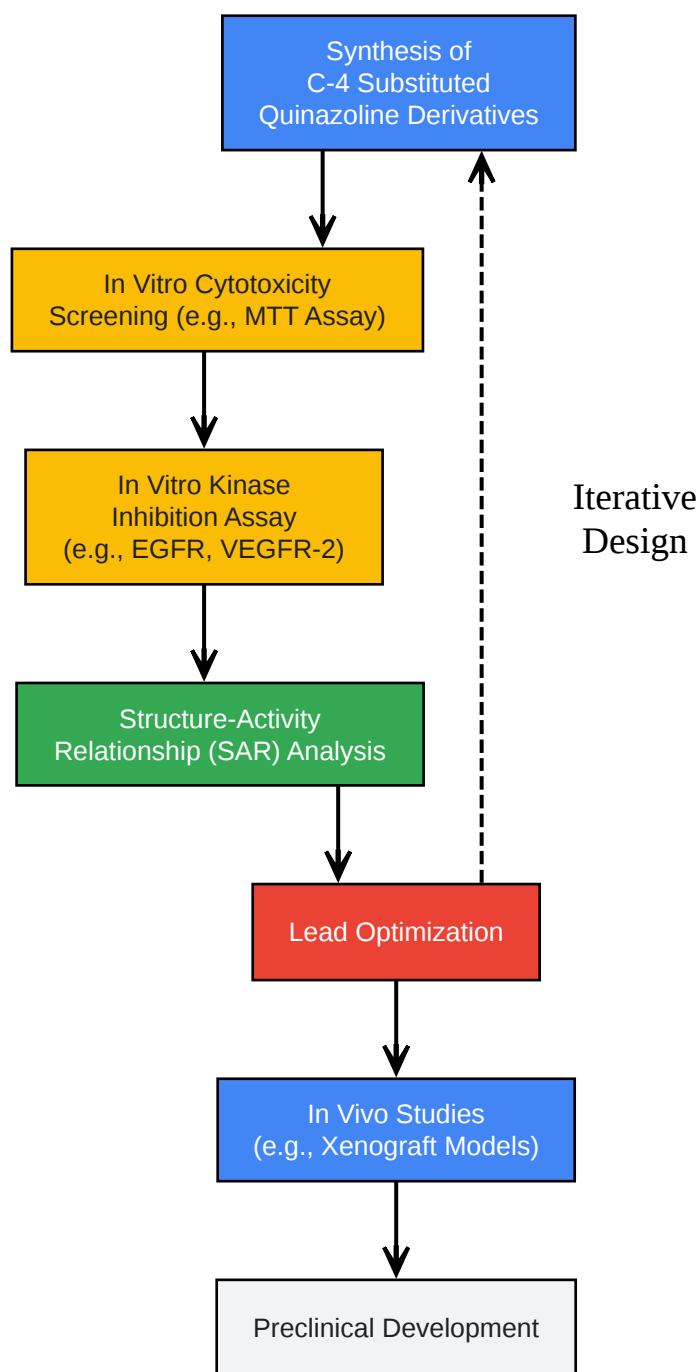 Synthesis of
C-4 Substituted
Quinazoline Derivatives
In Vitro Cytotoxicity
Screening (e.g., MTT Assay)
In Vitro Kinase
Inhibition Assay
(e.g., EGFR, VEGFR-2)
Iterative
Design
Structure-Activity
Relationship (SAR) Analysis
Lead Optimization
In Vivo Studies
(e.g., Xenograft Models)
Preclinical Development